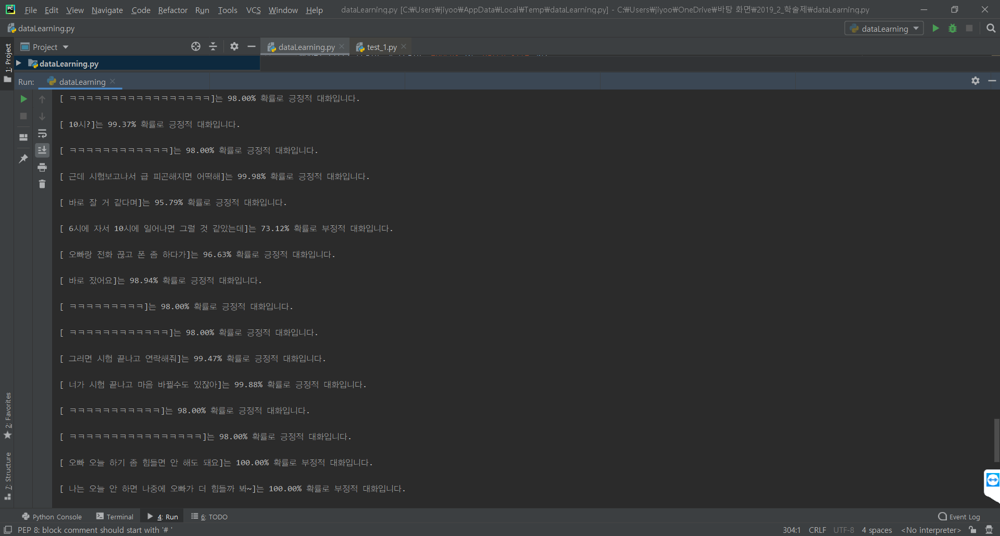 File Edit View Navigate Code Refactor Run Tools VCS Window Help dataLearning.py [C:₩Users₩jiyoo₩AppData₩Local₩Temp₩dataLearning.py] - C:₩Users₩jiyoo₩OneDrive₩바탕 화면₩2019_2_학술제₩dataLearning.py
dataLearning.py dataLearning
1: Project
Project dataLearning.py test_1.py
dataLearning.py
Run: dataLearning
[ ㅋㅋㅋㅋㅋㅋㅋㅋㅋㅋㅋㅋㅋㅋㅋㅋㅋ]는 98.00% 확률로 긍정적 대화입니다.
[ 10시?]는 99.37% 확률로 긍정적 대화입니다.
[ ㅋㅋㅋㅋㅋㅋㅋㅋㅋㅋㅋㅋ]는 98.00% 확률로 긍정적 대화입니다.
[ 근데 시험보고나서 급 피곤해지면 어떡해]는 99.98% 확률로 긍정적 대화입니다.
[ 바로 잘 거 같다며]는 95.79% 확률로 긍정적 대화입니다.
[ 6시에 자서 10시에 일어나면 그럴 것 같았는데]는 73.12% 확률로 부정적 대화입니다.
[ 오빠랑 전화 끊고 폰 좀 하다가]는 96.63% 확률로 긍정적 대화입니다.
[ 바로 잤어요]는 98.94% 확률로 긍정적 대화입니다.
[ ㅋㅋㅋㅋㅋㅋㅋㅋㅋ]는 98.00% 확률로 긍정적 대화입니다.
[ ㅋㅋㅋㅋㅋㅋㅋㅋㅋㅋㅋㅋ]는 98.00% 확률로 긍정적 대화입니다.
[ 그러면 시험 끝나고 연락해줘]는 99.47% 확률로 긍정적 대화입니다.
[ 너가 시험 끝나고 마음 바뀔수도 있잖아]는 99.88% 확률로 긍정적 대화입니다.
[ ㅋㅋㅋㅋㅋㅋㅋㅋㅋㅋㅋ]는 98.00% 확률로 긍정적 대화입니다.
[ ㅋㅋㅋㅋㅋㅋㅋㅋㅋㅋㅋㅋㅋㅋㅋㅋ]는 98.00% 확률로 긍정적 대화입니다.
[ 오빠 오늘 하기 좀 힘들면 안 해도 돼요]는 100.00% 확률로 부정적 대화입니다.
[ 나는 오늘 안 하면 나중에 오빠가 더 힘들까 봐~]는 100.00% 확률로 부정적 대화입니다.
2: Favorites
7: Structure
Python Console Terminal 4: Run 6: TODO Event Log
PEP 8: block comment should start with '# ' 304:1 CRLF UTF-8 4 spaces <No interpreter>